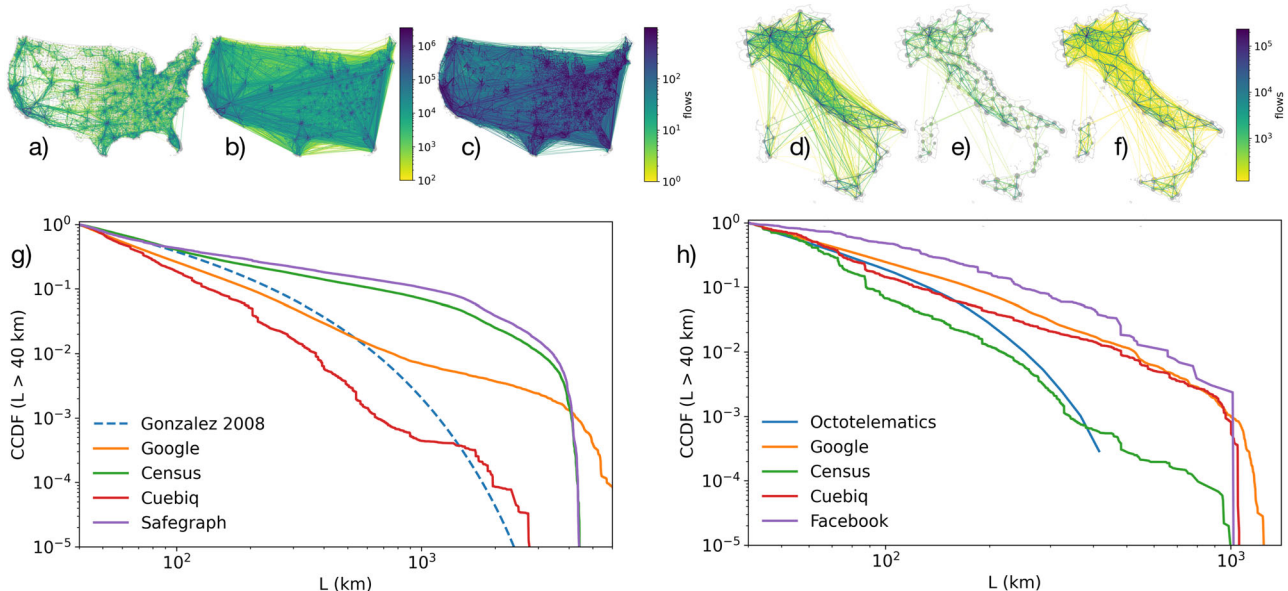 a)
b)
c)
10^6
10^5
10^4
10^3
10^2
10^2
10^1
10^0
flows
d)
e)
f)
10^5
10^4
10^3
flows
g)
CCDF (L > 40 km)
10^0
10^-1
10^-2
10^-3
10^-4
10^-5
Gonzalez 2008
Google
Census
Cuebiq
Safegraph
10^2
10^3
L (km)
h)
CCDF (L > 40 km)
10^0
10^-1
10^-2
10^-3
10^-4
10^-5
Octotelematics
Google
Census
Cuebiq
Facebook
10^2
10^3
L (km)